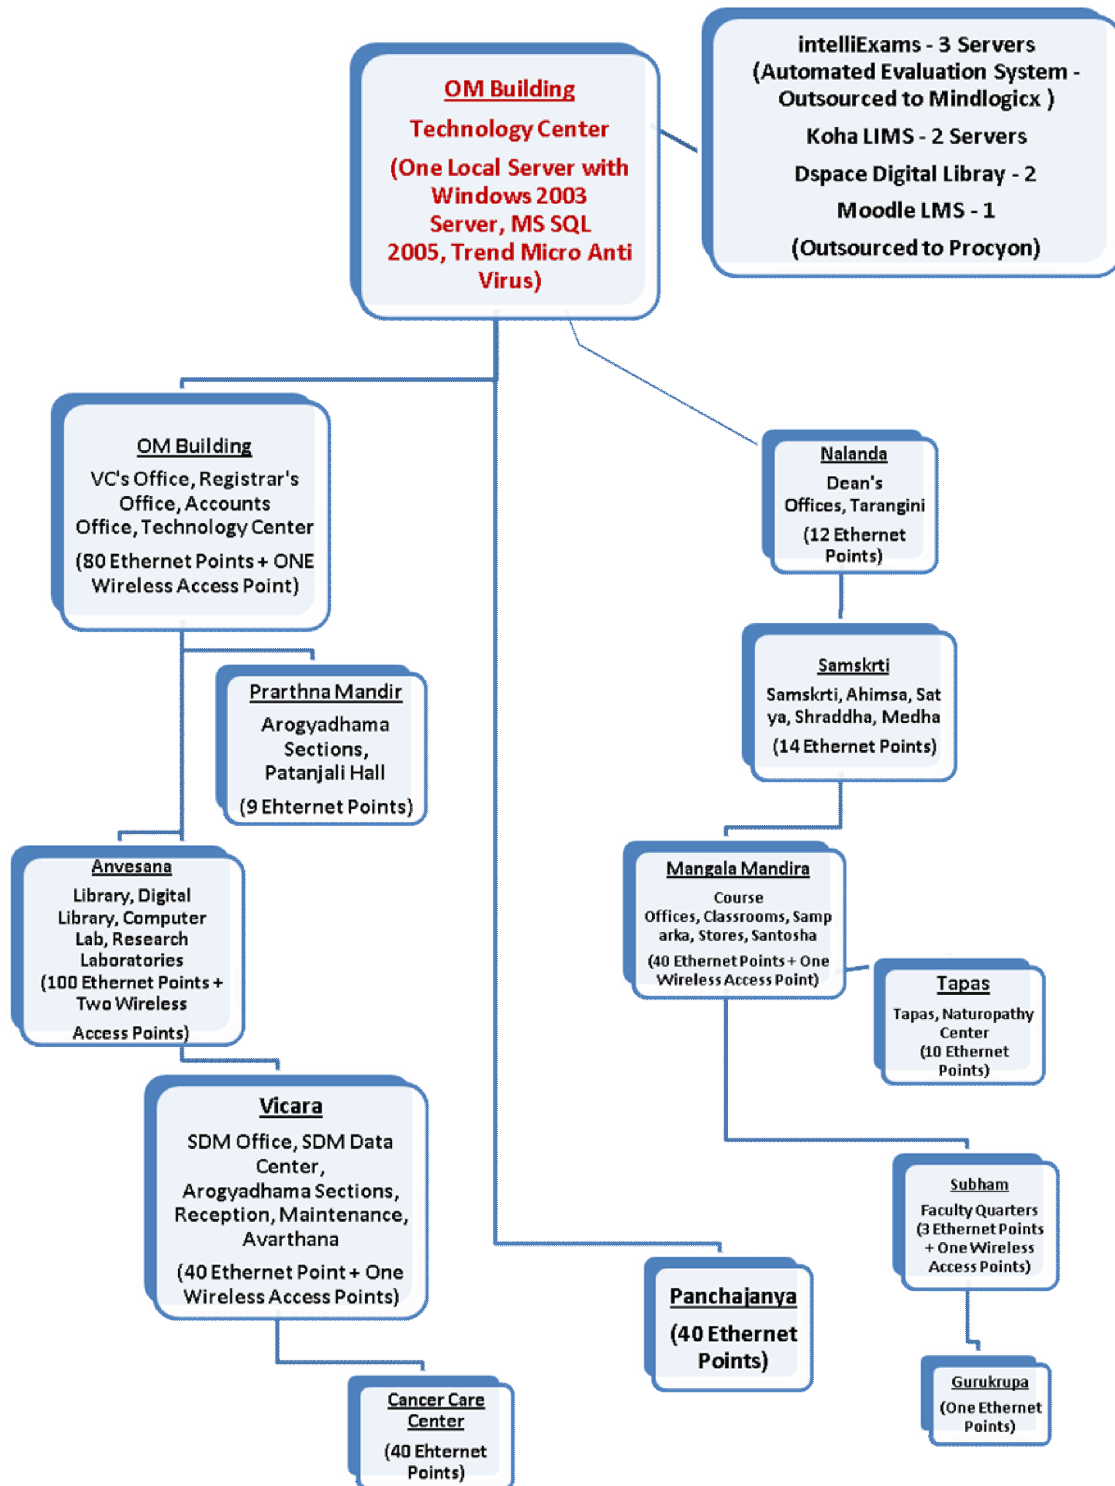 OM Building
Technology Center
(One Local Server with
Windows 2003
Server, MS SQL
2005, Trend Micro Anti
Virus)
intelliExams - 3 Servers
(Automated Evaluation System -
Outsourced to Mindlogicx )
Koha LIMS - 2 Servers
Dspace Digital Libray - 2
Moodle LMS - 1
(Outsourced to Procyon)
OM Building
VC's Office, Registrar's
Office, Accounts
Office, Technology Center
(80 Ethernet Points + ONE
Wireless Access Point)
Nalanda
Dean's
Offices, Tarangini
(12 Ethernet
Points)
Prarthna Mandir
Arogyadhama
Sections,
Patanjali Hall
(9 Ehternet Points)
Samskrti
Samskrti, Ahimsa, Sat
ya, Shraddha, Medha
(14 Ethernet Points)
Anvesana
Library, Digital
Library, Computer
Lab, Research
Laboratories
(100 Ethernet Points +
Two Wireless
Access Points)
Mangala Mandira
Course
Offices, Classrooms, Samp
arka, Stores, Santosha
(40 Ethernet Points + One
Wireless Access Point)
Tapas
Tapas, Naturopathy
Center
(10 Ethernet
Points)
Vicara
SDM Office, SDM Data
Center,
Arogyadhama Sections,
Reception, Maintenance,
Avarthana
(40 Ethernet Point + One
Wireless Access Points)
Subham
Faculty Quarters
(3 Ethernet Points
+ One Wireless
Access Points)
Panchajanya
(40 Ethernet
Points)
Cancer Care
Center
(40 Ehternet
Points)
Gurukrupa
(One Ethernet
Points)